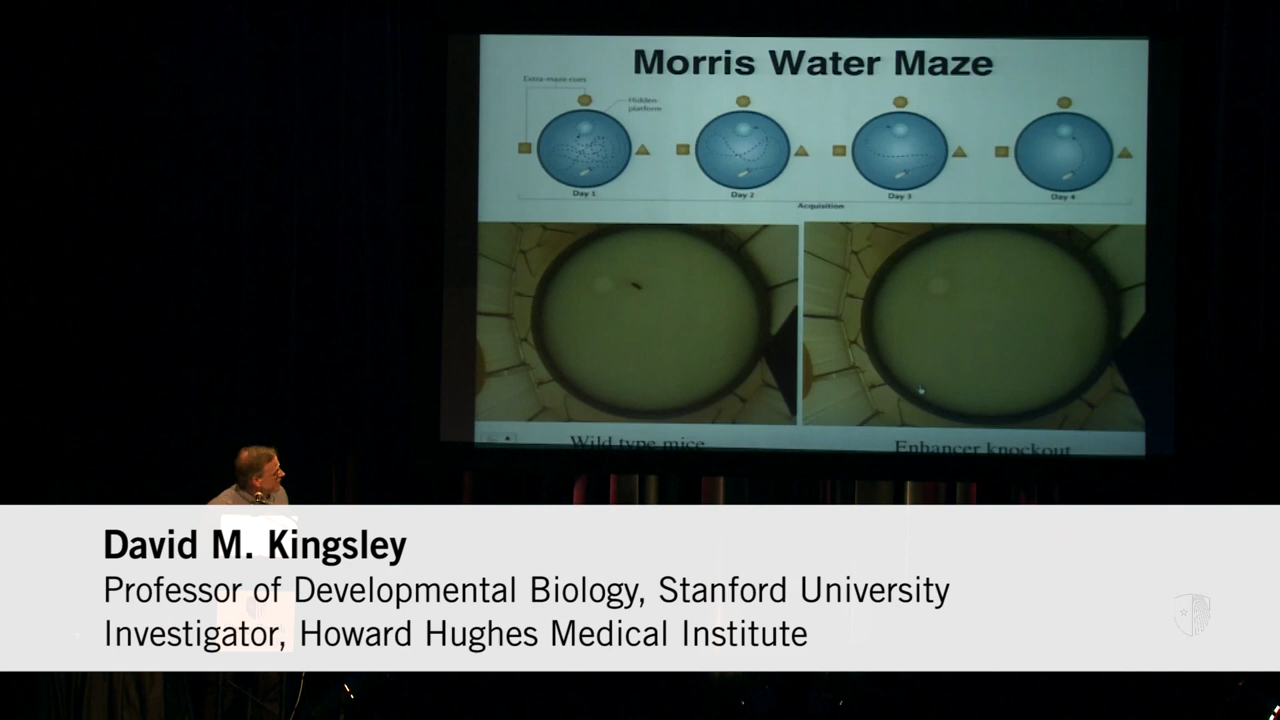 Morris Water Maze
Extra-maze cues
Hidden
platform
Day 1
Day 2
Day 3
Day 4
Acquisition
Wild type mice
Enhancer knockout
David M. Kingsley
Professor of Developmental Biology, Stanford University
Investigator, Howard Hughes Medical Institute